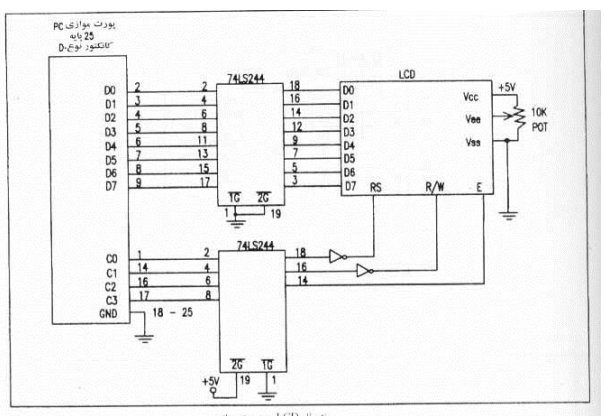 پورت موازی PC
25 پایه
کانکتور نوع-D
74LS244
LCD
D0 2 2 18 D0
D1 3 4 16 D1
D2 4 6 14 D2
D3 5 8 12 D3
D4 6 11 9 D4
D5 7 13 7 D5
D6 8 15 5 D6
D7 9 17 3 D7
Vcc +5V
Vee 10K
POT
Vss
RS R/W E
1G 2G
1 19
74LS244
C0 1 2 18
C1 14 4 16
C2 16 6 14
C3 17 8
GND 18 - 25
2G 1G
+5V 19 1
LCD